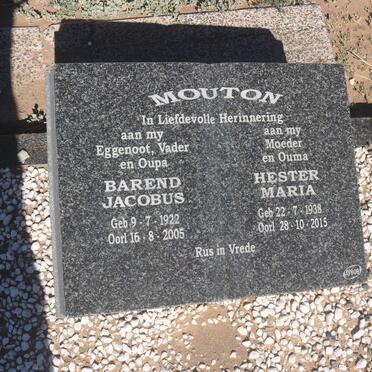 MOUTON
In Liefdevolle Herinnering
aan my
Eggenoot, Vader
en Oupa
BAREND
JACOBUS
Geb 9 - 7 - 1922
Oorl 16 - 8 - 2005
aan my
Moeder
en Ouma
HESTER
MARIA
Geb 22 - 7 - 1938
Oorl 28 - 10 - 2015
Rus in Vrede